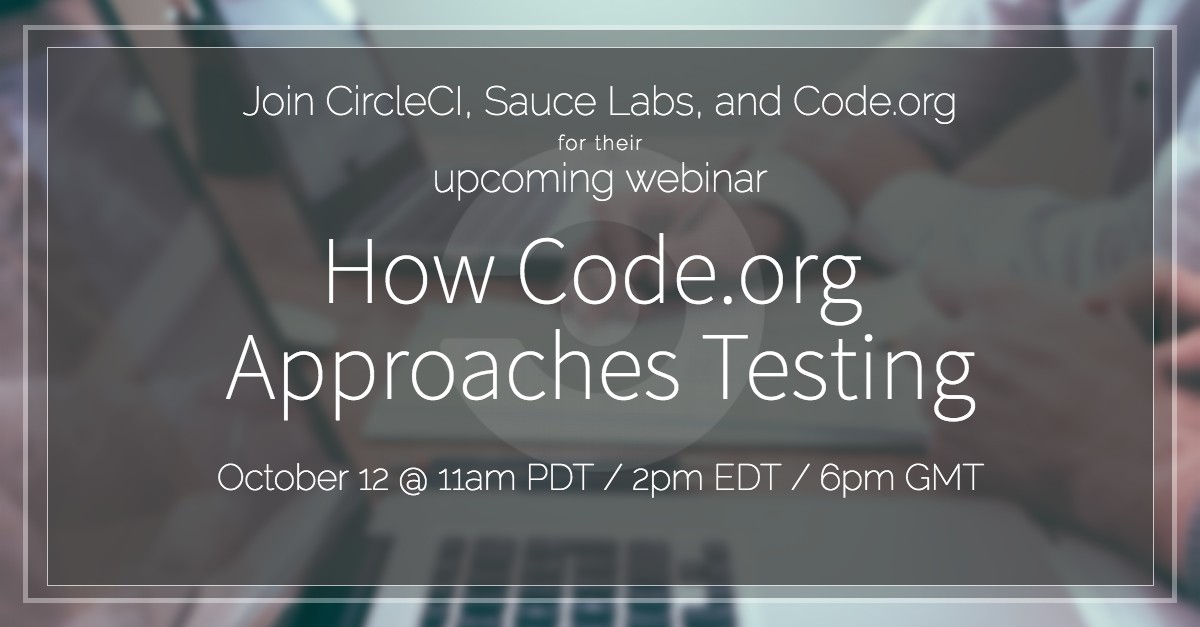 Join CircleCI, Sauce Labs, and Code.org
for their
upcoming webinar
How Code.org
Approaches Testing
October 12 @ 11am PDT / 2pm EDT / 6pm GMT